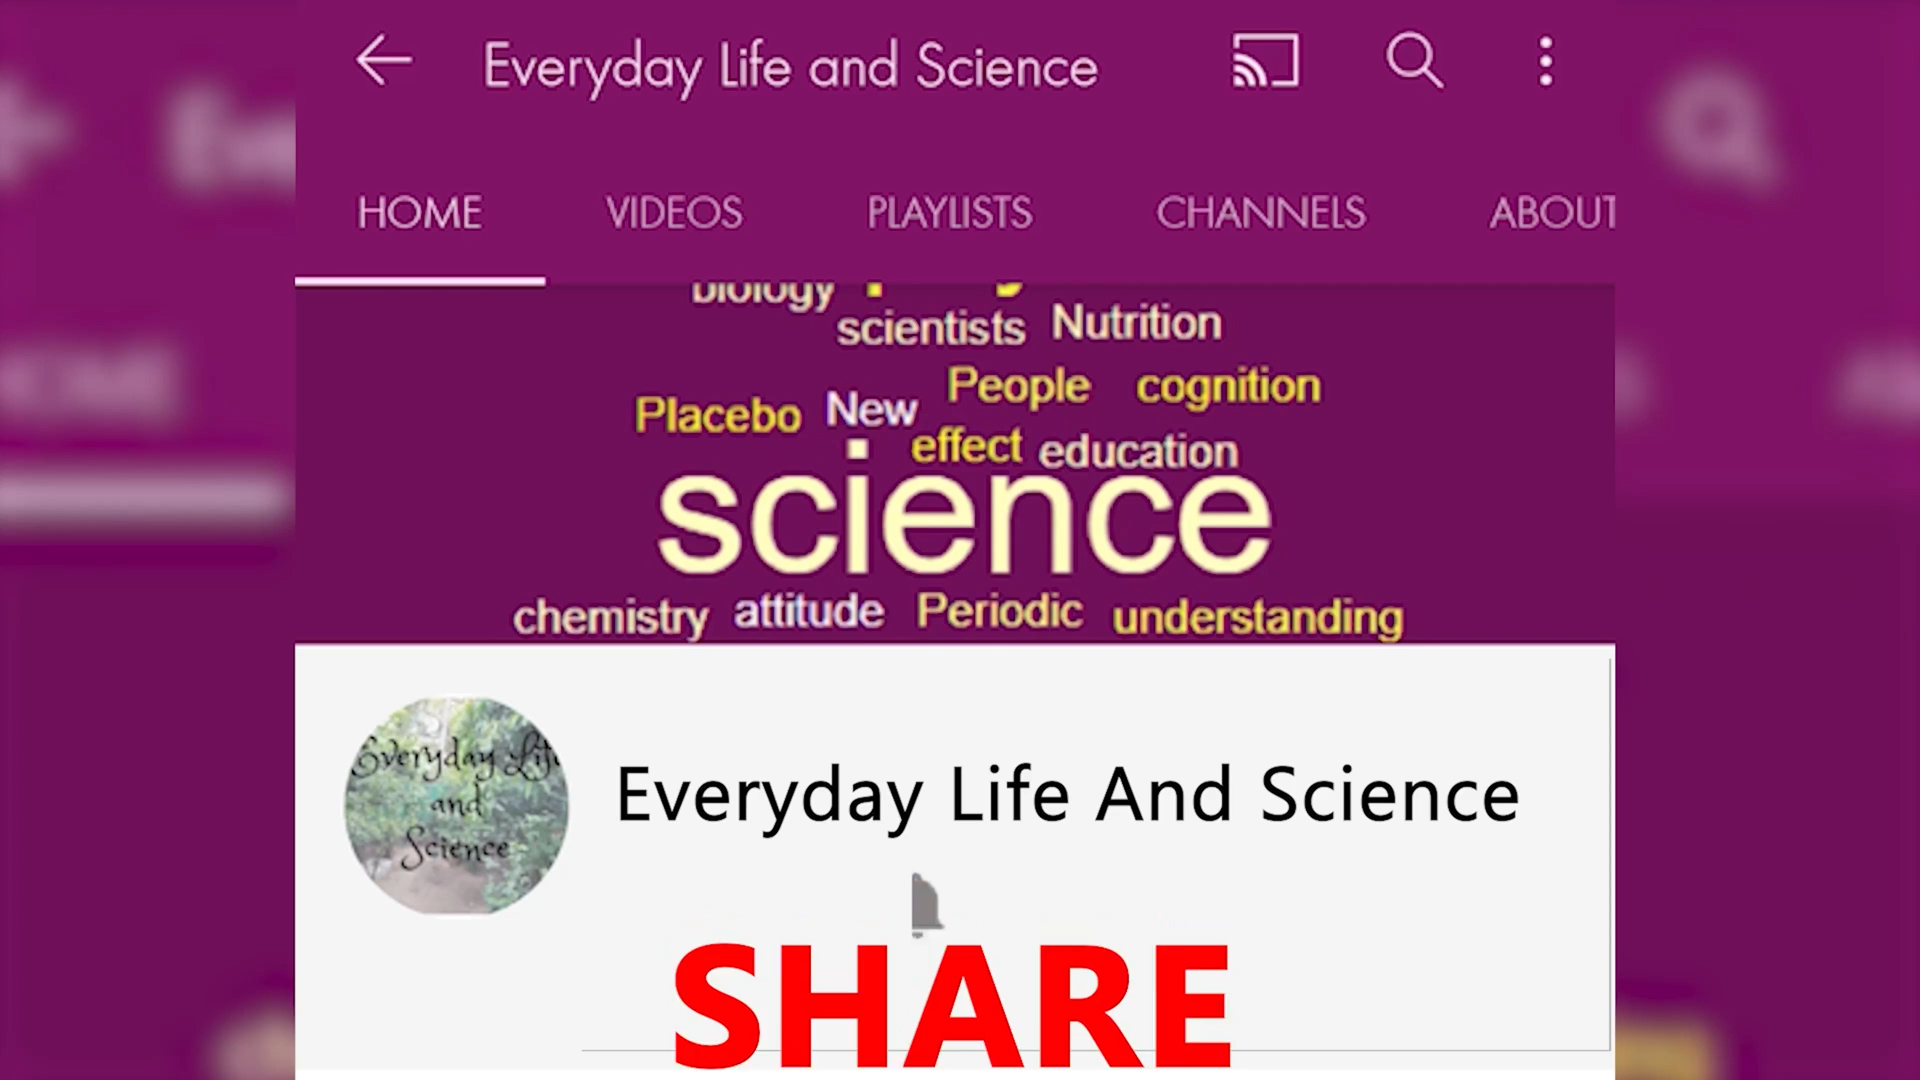 Everyday Life and Science
HOME VIDEOS PLAYLISTS CHANNELS ABOUT
biology
scientists Nutrition
People cognition
Placebo New
effect education
science
chemistry attitude Periodic understanding
Everyday Life
and
Science
Everyday Life And Science
SHARE